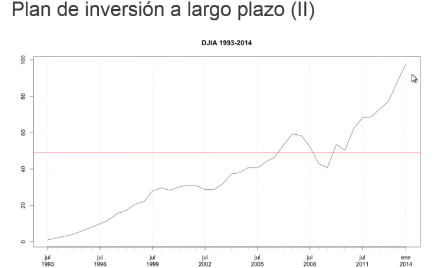 Plan de inversión a largo plazo (II)
DJIA 1993-2014
100
80
60
40
20
0
jul jul jul jul jul jul jul ene
1993 1996 1999 2002 2005 2008 2011 2014